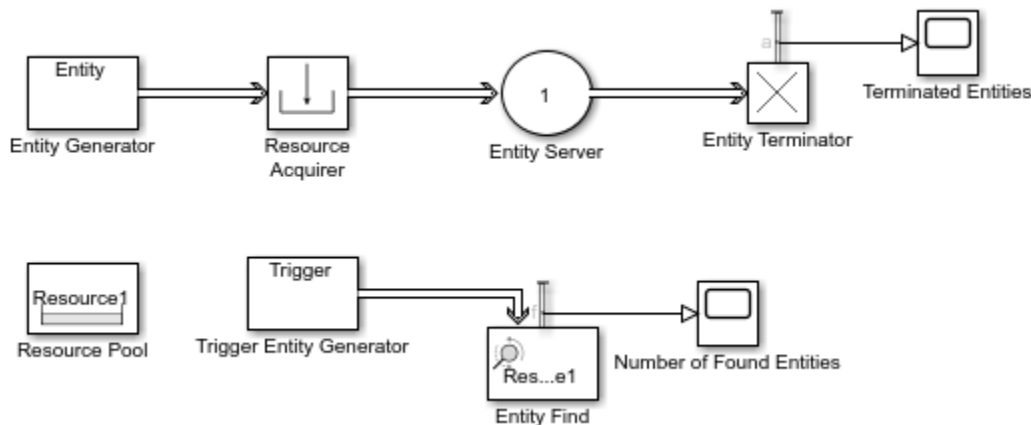 Entity
Entity Generator
Resource
Acquirer
1
Entity Server
a
Entity Terminator
Terminated Entities
Resource1
Resource Pool
Trigger
Trigger Entity Generator
f
Number of Found Entities
Res...e1
Entity Find